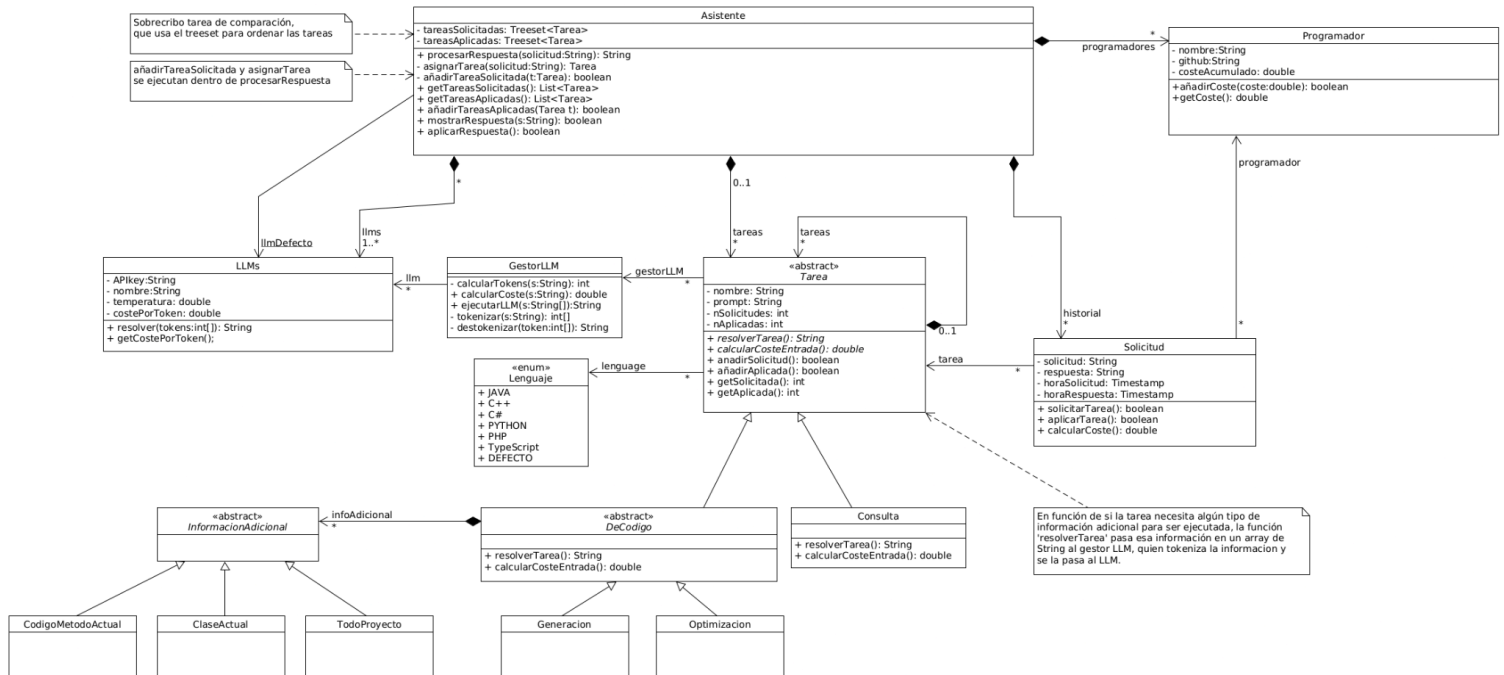 Sobrecribo tarea de comparación,
que usa el treeset para ordenar las tareas
añadirTareaSolicitada y asignarTarea
se ejecutan dentro de procesarRespuesta
Asistente
- tareasSolicitadas: Treeset<Tarea>
- tareasAplicadas: Treeset<Tarea>
+ procesarRespuesta(solicitud:String): String
- asignarTarea(solicitud:String): Tarea
- añadirTareaSolicitada(t:Tarea): boolean
+ getTareasSolicitadas(): List<Tarea>
+ getTareasAplicadas(): List<Tarea>
+ añadirTareasAplicadas(Tarea t): boolean
+ mostrarRespuesta(s:String): boolean
+ aplicarRespuesta(): boolean
*
programadores
Programador
- nombre:String
- github:String
- costeAcumulado: double
+añadirCoste(coste:double): boolean
+getCoste(): double
programador
*
*
0..1
llmDefecto
llms
1..*
tareas
*
tareas
*
0..1
historial
*
LLMs
- APIkey:String
- nombre:String
- temperatura: double
- costePorToken: double
+ resolver(tokens:int[]): String
+ getCostePorToken();
llm
*
GestorLLM
- calcularTokens(s:String): int
+ calcularCoste(s:String): double
+ ejecutarLLM(s:String[]):String
- tokenizar(s:String): int[]
- destokenizar(token:int[]): String
gestorLLM
*
«abstract»
Tarea
- nombre: String
- prompt: String
- nSolicitudes: int
- nAplicadas: int
+ resolverTarea(): String
+ calcularCosteEntrada(): double
+ anadirSolicitud(): boolean
+ añadirAplicada(): boolean
+ getSolicitada(): int
+ getAplicada(): int
tarea
*
Solicitud
- solicitud: String
- respuesta: String
- horaSolicitud: Timestamp
- horaRespuesta: Timestamp
+ solicitarTarea(): boolean
+ aplicarTarea(): boolean
+ calcularCoste(): double
«enum»
Lenguaje
+ JAVA
+ C++
+ C#
+ PYTHON
+ PHP
+ TypeScript
+ DEFECTO
lenguage
*
«abstract»
InformacionAdicional
infoAdicional
*
«abstract»
DeCodigo
+ resolverTarea(): String
+ calcularCosteEntrada(): double
Consulta
+ resolverTarea(): String
+ calcularCosteEntrada(): double
En función de si la tarea necesita algún tipo de
información adicional para ser ejecutada, la función
'resolverTarea' pasa esa información en un array de
String al gestor LLM, quien tokeniza la informacion y
se la pasa al LLM.
CodigoMetodoActual
ClaseActual
TodoProyecto
Generacion
Optimizacion